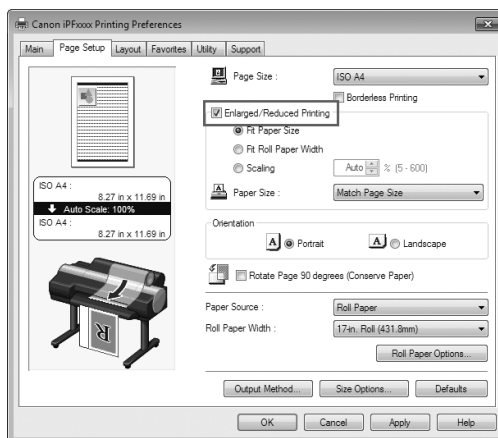 Canon iPFxxxx Printing Preferences
Main Page Setup Layout Favorites Utility Support
Page Size : ISO A4
Borderless Printing
Enlarged/Reduced Printing
Fit Paper Size
Fit Roll Paper Width
Scaling Auto % (5 - 600)
ISO A4 :
8.27 in x 11.69 in
Auto Scale: 100%
ISO A4 :
8.27 in x 11.69 in
Paper Size : Match Page Size
Orientation
A Portrait A Landscape
Rotate Page 90 degrees (Conserve Paper)
R
Paper Source : Roll Paper
Roll Paper Width : 17-in. Roll (431.8mm)
Roll Paper Options...
Output Method... Size Options... Defaults
OK Cancel Apply Help